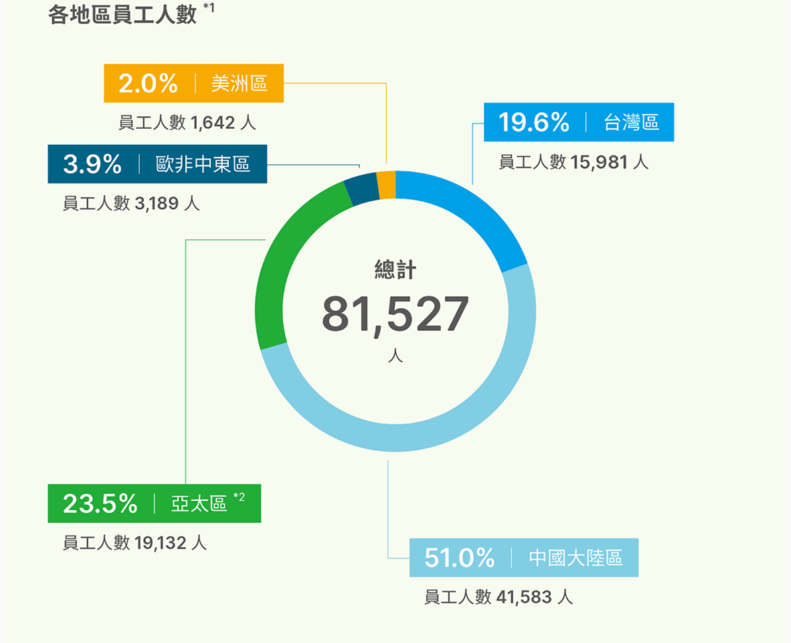 各地區員工人數 *1
2.0% | 美洲區
員工人數 1,642 人
19.6% | 台灣區
員工人數 15,981 人
3.9% | 歐非中東區
員工人數 3,189 人
總計
81,527
人
23.5% | 亞太區 *2
員工人數 19,132 人
51.0% | 中國大陸區
員工人數 41,583 人